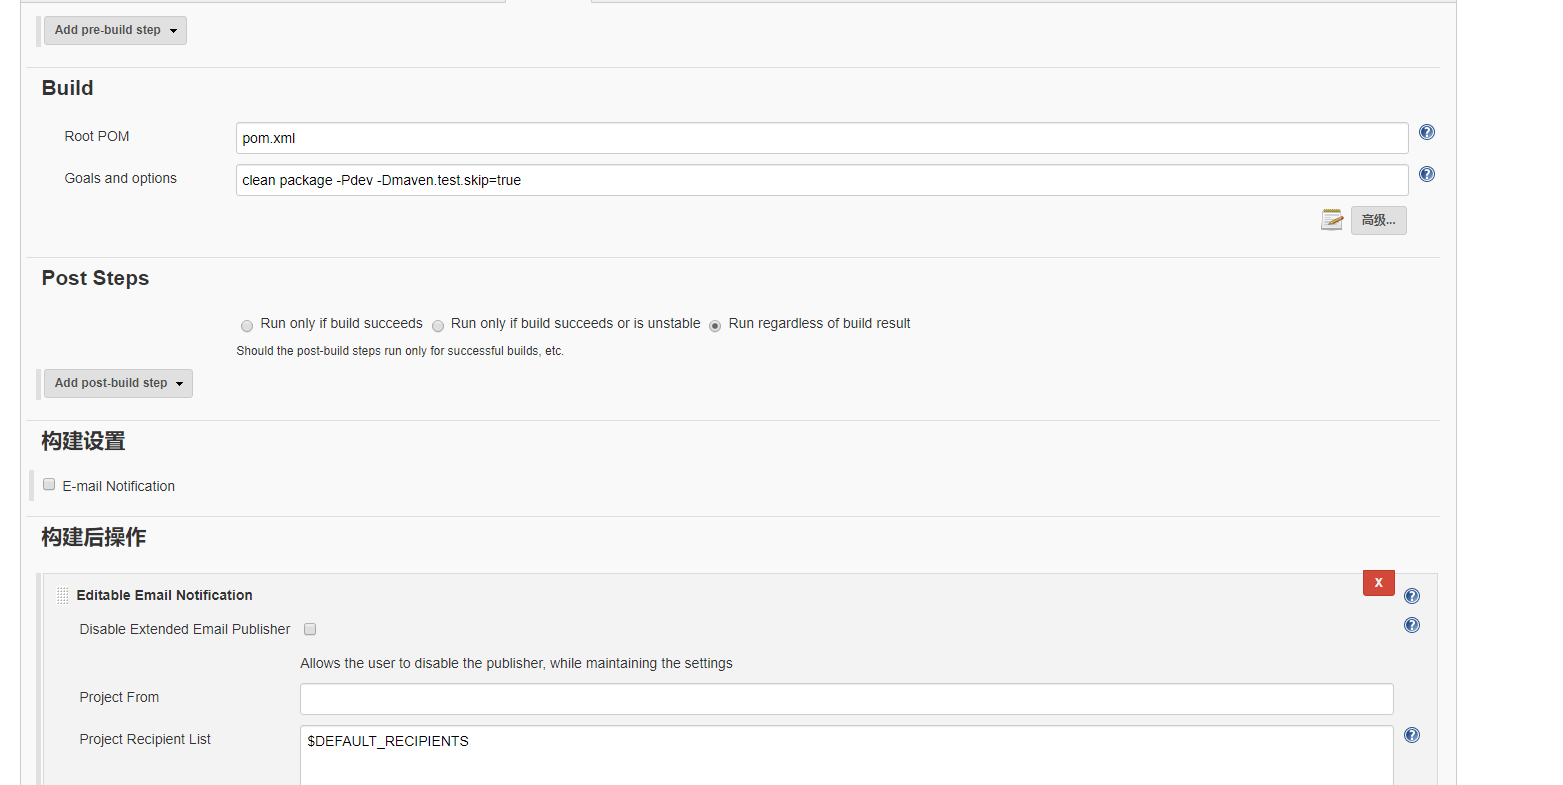 Add pre-build step
Build
Root POM
pom.xml
Goals and options
clean package -Pdev -Dmaven.test.skip=true
高级...
Post Steps
Run only if build succeeds Run only if build succeeds or is unstable Run regardless of build result
Should the post-build steps run only for successful builds, etc.
Add post-build step
构建设置
E-mail Notification
构建后操作
X
Editable Email Notification
Disable Extended Email Publisher
Allows the user to disable the publisher, while maintaining the settings
Project From
Project Recipient List
$DEFAULT_RECIPIENTS